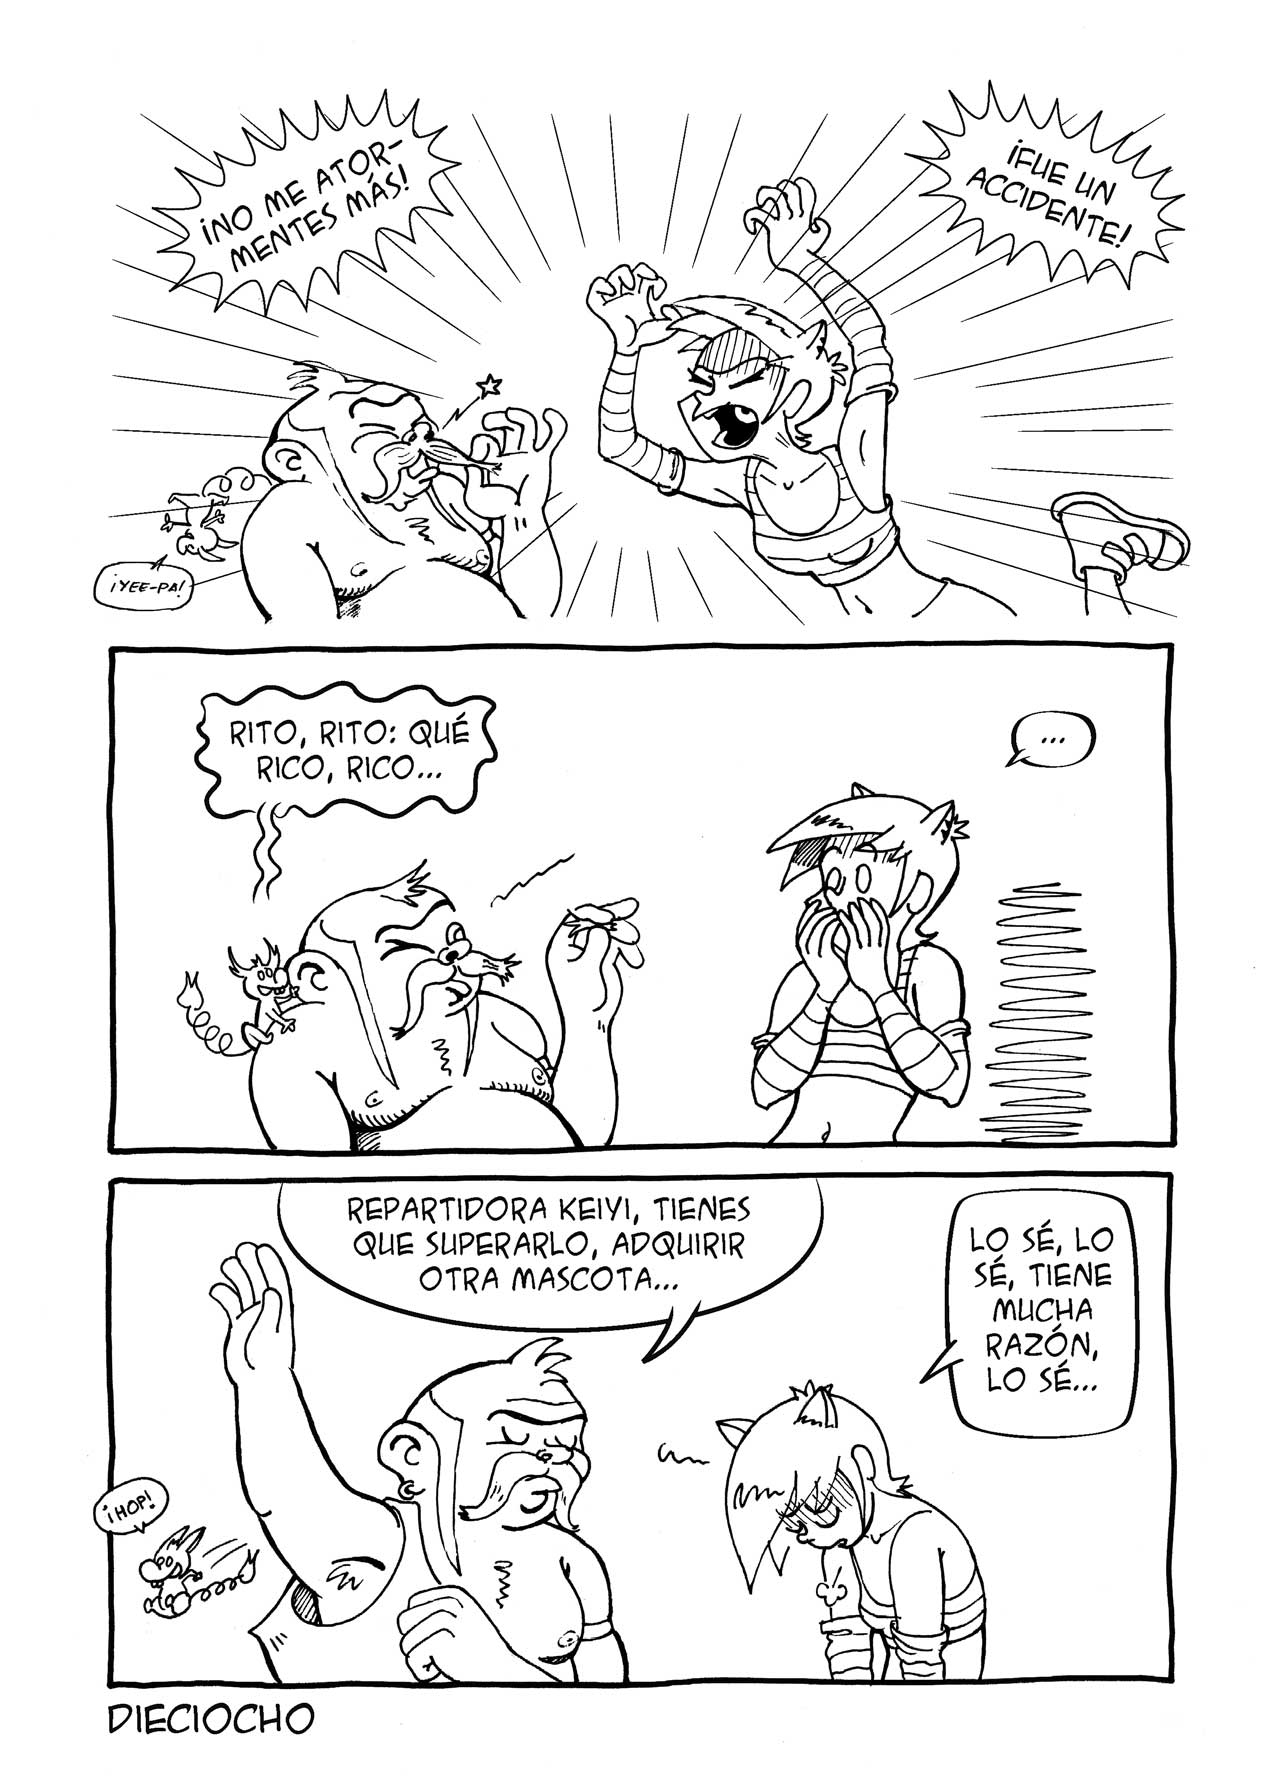 ¡NO ME ATOR-
MENTES MÁS!
¡FUE UN
ACCIDENTE!
¡YEE-PA!
RITO, RITO: QUÉ
RICO, RICO...
...
REPARTIDORA KEIYI, TIENES
QUE SUPERARLO, ADQUIRIR
OTRA MASCOTA...
LO SÉ, LO
SÉ, TIENE
MUCHA
RAZÓN,
LO SÉ...
¡HOP!
DIECIOCHO